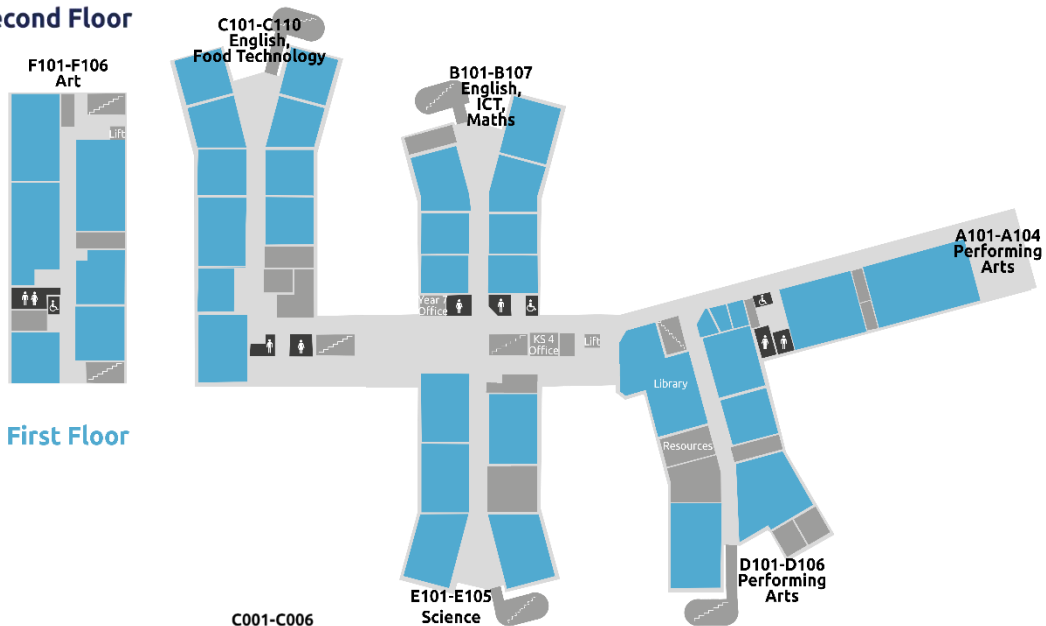 econd Floor
C101-C110
English,
Food Technology
F101-F106
Art
B101-B107
English,
ICT,
Maths
Lift
A101-A104
Performing
Arts
Year 7
Office
KS 4
Office
Lift
Library
First Floor
Resources
D101-D106
Performing
Arts
E101-E105
Science
C001-C006